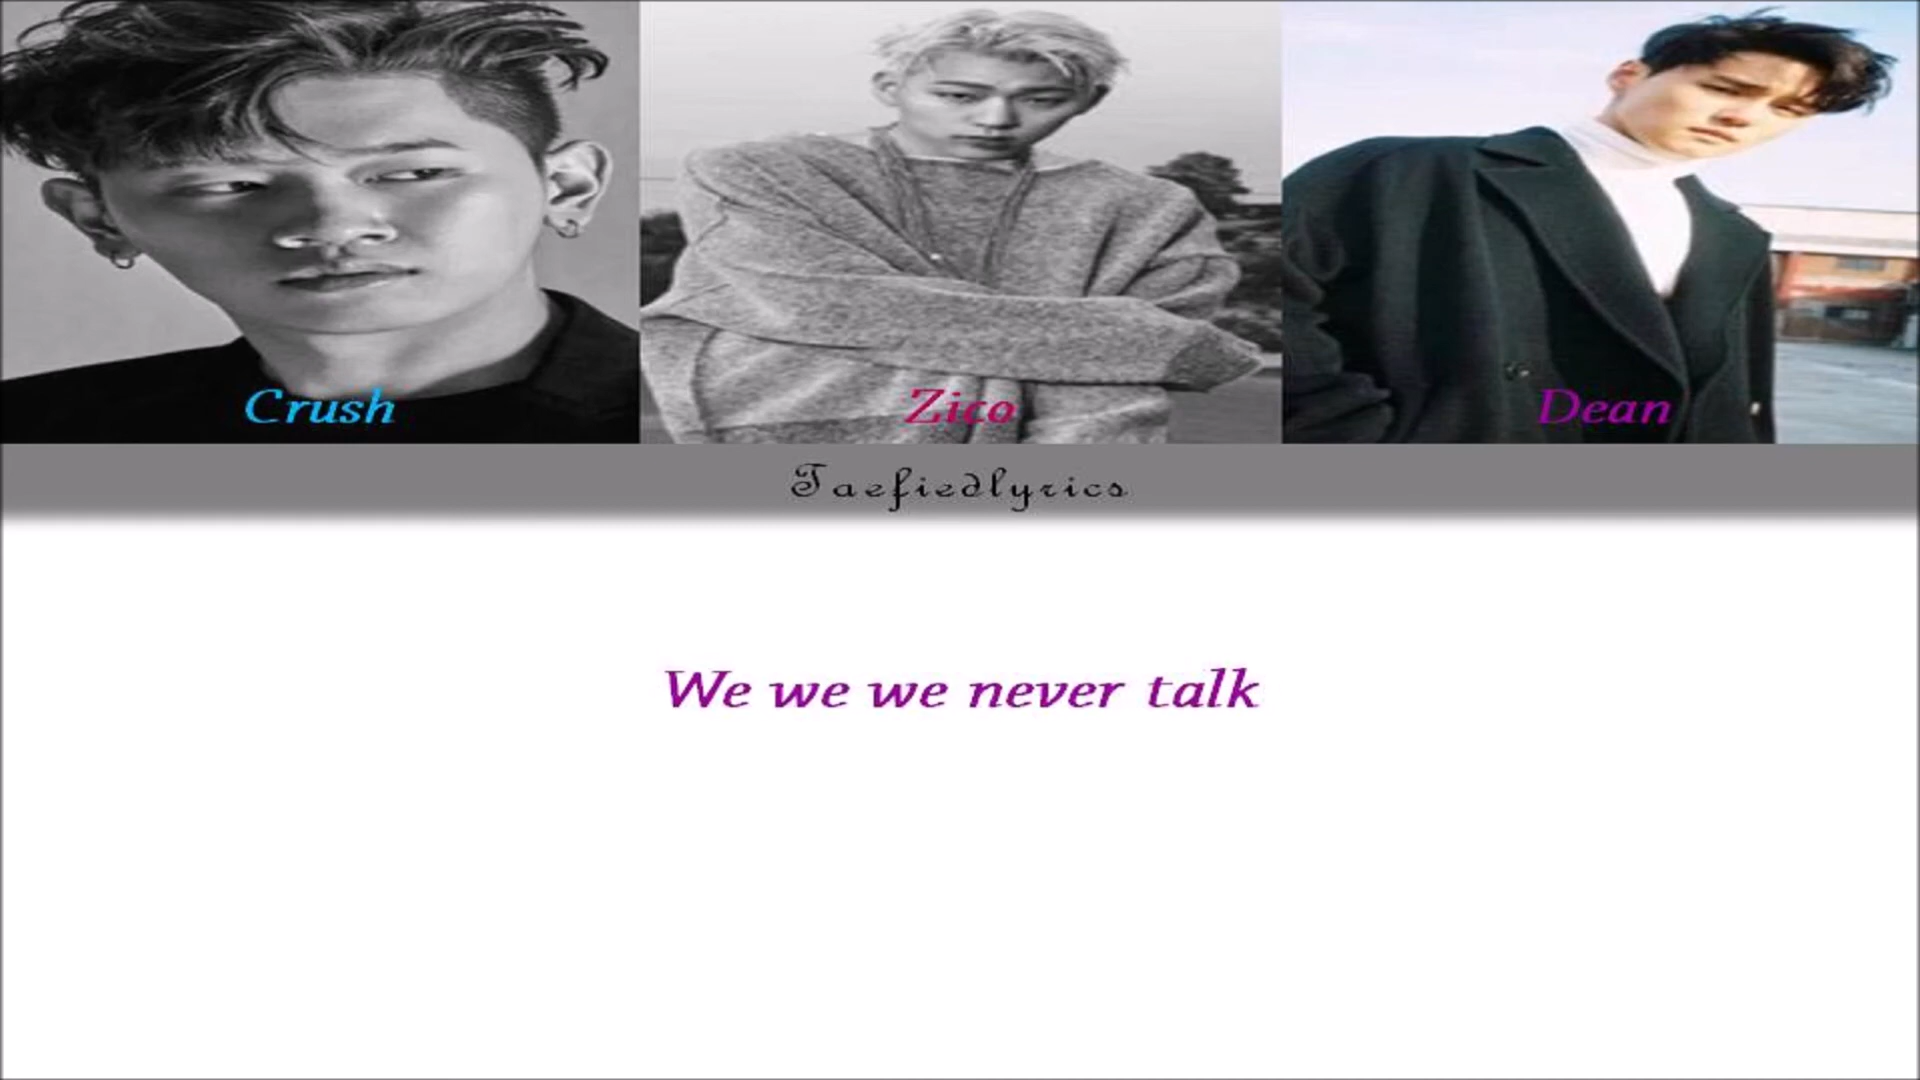 Crush
Zico
Dean
Taefiedlyrics
We we we never talk